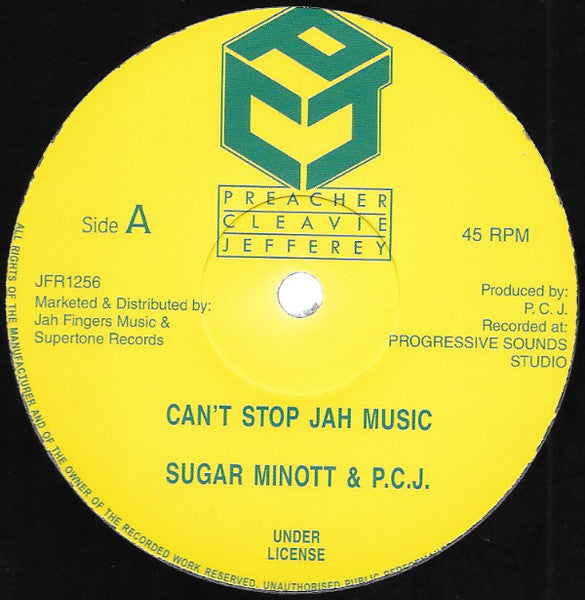 PCJ
PREACHER
CLEAVIE
JEFFEREY
Side A
45 RPM
JFR1256
Marketed & Distributed by:
Jah Fingers Music &
Supertone Records
Produced by:
P. C. J.
Recorded at:
PROGRESSIVE SOUNDS
STUDIO
CAN'T STOP JAH MUSIC
SUGAR MINOTT & P.C.J.
UNDER
LICENSE
ALL RIGHTS OF THE MANUFACTURER AND OF THE OWNER OF THE RECORDED WORK RESERVED. UNAUTHORISED PUBLIC